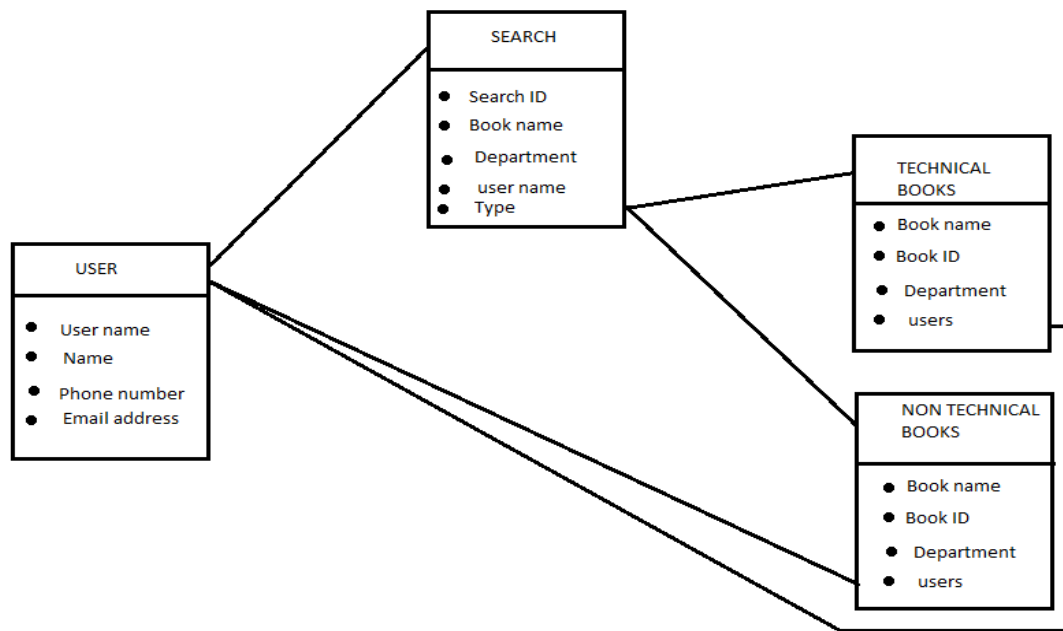 SEARCH
Search ID
Book name
Department
user name
Type
TECHNICAL
BOOKS
Book name
Book ID
Department
users
USER
User name
Name
Phone number
Email address
NON TECHNICAL
BOOKS
Book name
Book ID
Department
users